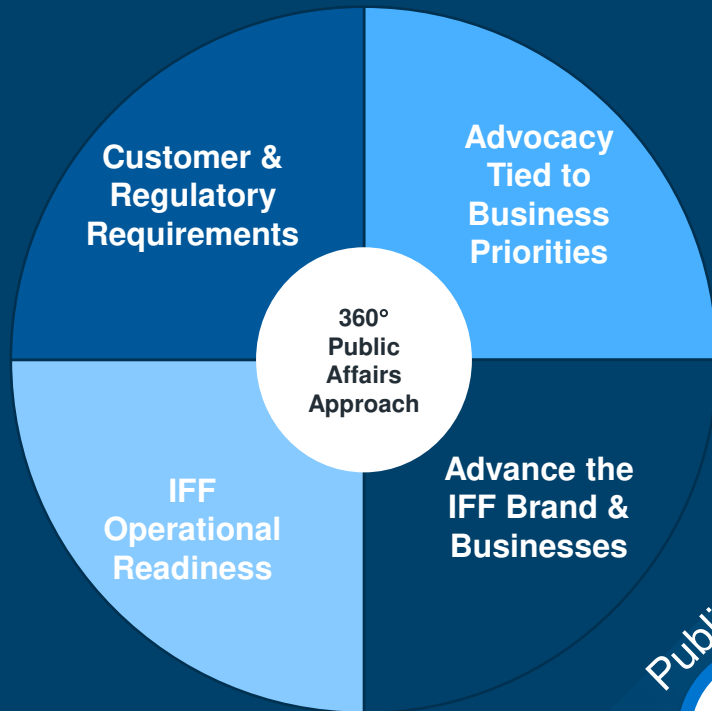 Customer &
Regulatory
Requirements
Advocacy
Tied to
Business
Priorities
360°
Public
Affairs
Approach
IFF
Operational
Readiness
Advance the
IFF Brand &
Businesses